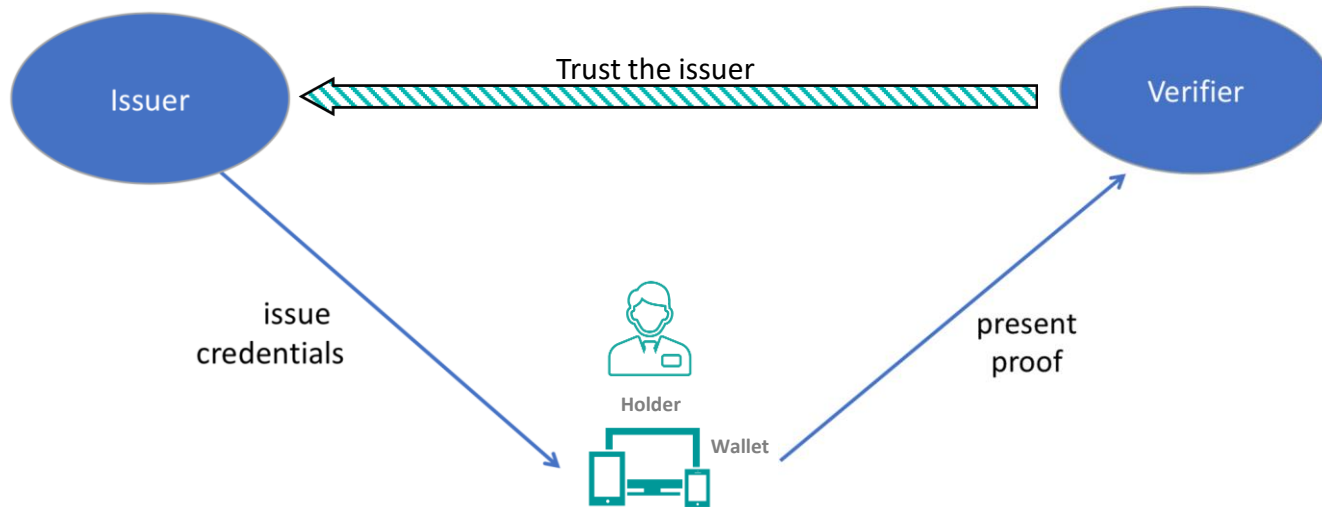 Trust the issuer
Issuer
Verifier
issue
credentials
present
proof
Holder
Wallet